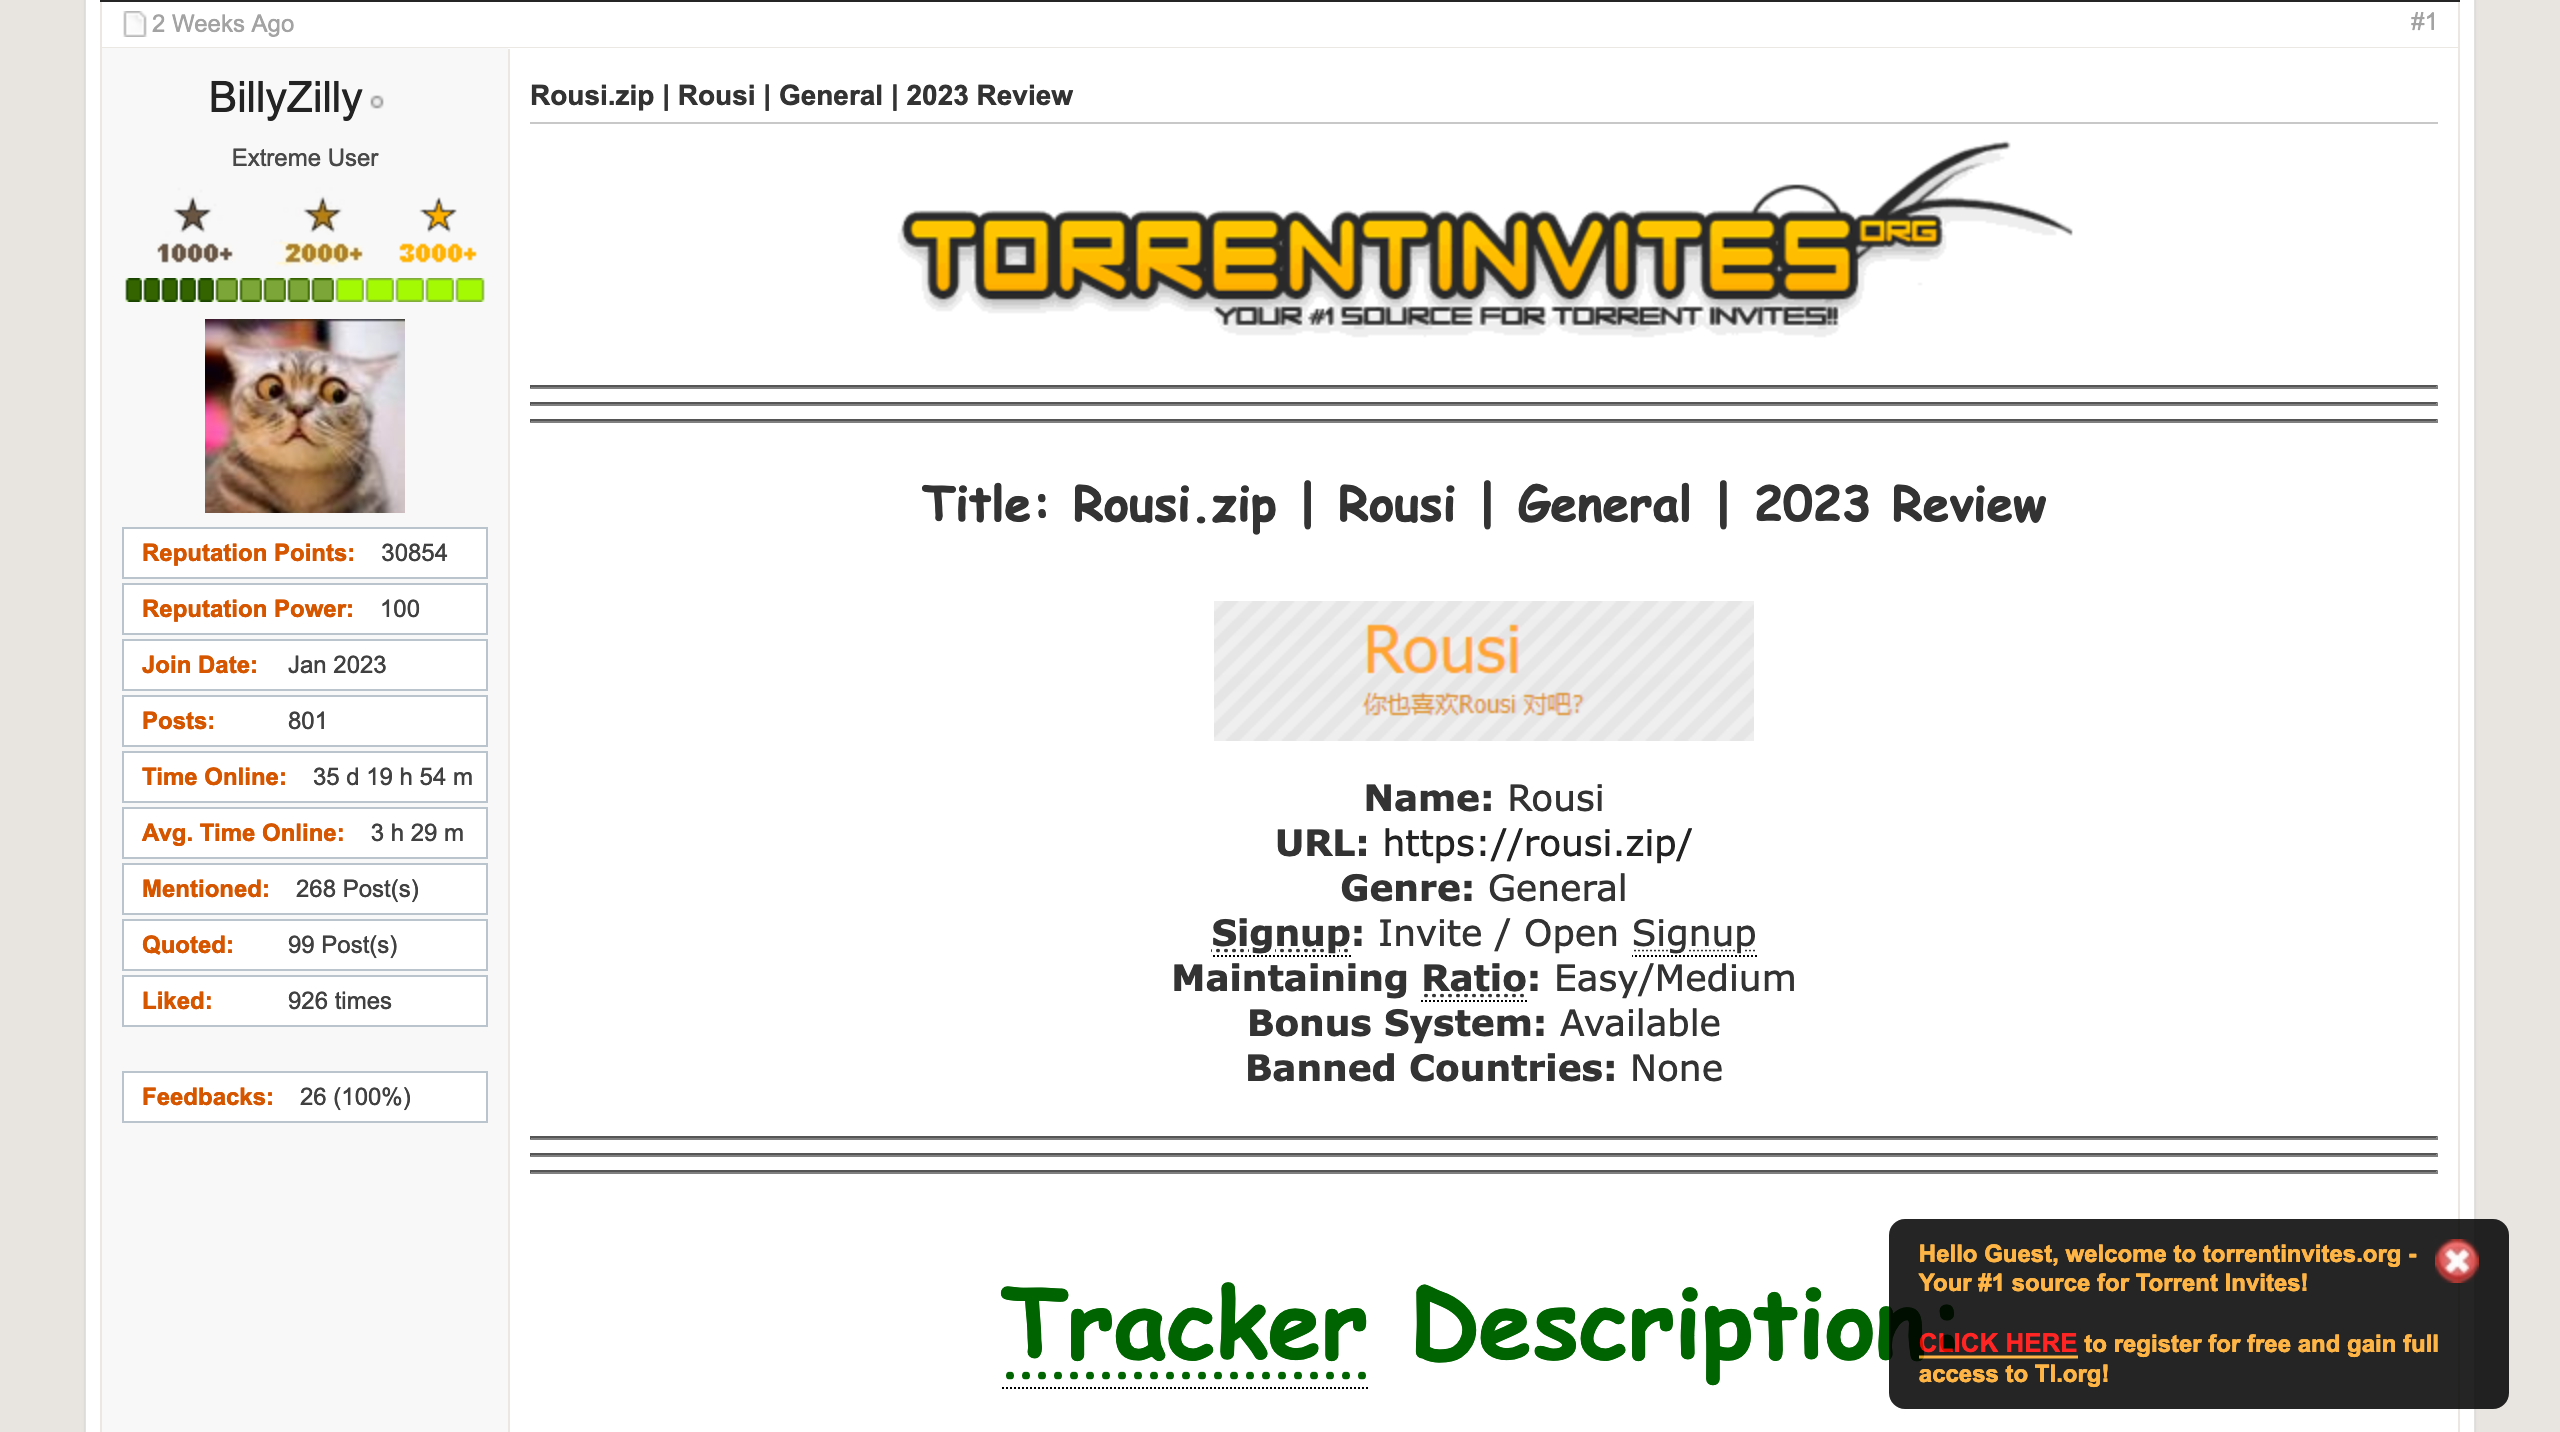 2 Weeks Ago
#1
BillyZilly
Extreme User
1000+ 2000+ 3000+
Reputation Points: 30854
Reputation Power: 100
Join Date: Jan 2023
Posts: 801
Time Online: 35 d 19 h 54 m
Avg. Time Online: 3 h 29 m
Mentioned: 268 Post(s)
Quoted: 99 Post(s)
Liked: 926 times
Feedbacks: 26 (100%)
Rousi.zip | Rousi | General | 2023 Review
TORRENTINVITES ORG
YOUR #1 SOURCE FOR TORRENT INVITES!!
Title: Rousi.zip | Rousi | General | 2023 Review
Rousi
你也喜欢Rousi 对吧?
Name: Rousi
URL: https://rousi.zip/
Genre: General
Signup: Invite / Open Signup
Maintaining Ratio: Easy/Medium
Bonus System: Available
Banned Countries: None
Tracker Description:
Hello Guest, welcome to torrentinvites.org -
Your #1 source for Torrent Invites!
CLICK HERE to register for free and gain full
access to TI.org!